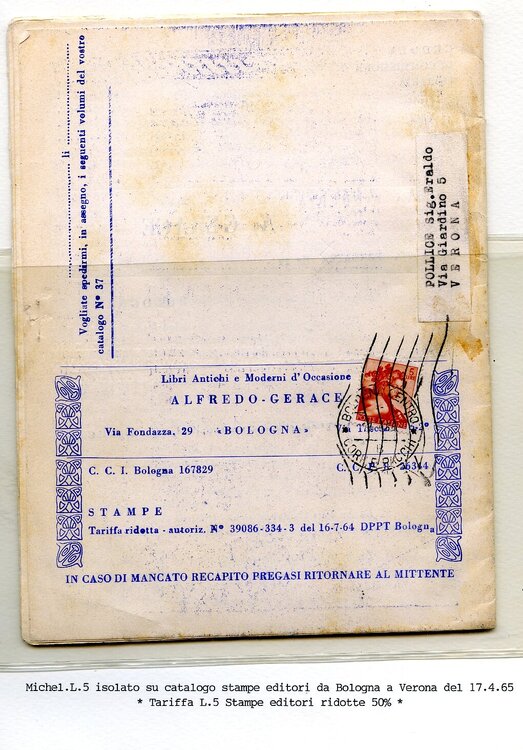 li
Vogliate spedirmi, in assegno, i seguenti volumi del vostro
catalogo N° 37
POLLICE Sig. Eraldo
Via Giardino 5
VERONA
Libri Antichi e Moderni d'Occasione
ALFREDO-GERACE
Via Fondazza, 29 «BOLOGNA»
C. C. I. Bologna 167829
STAMPE
Tariffa ridotta - autoriz. N° 39086-334-3 del 16-7-64 DPPT Bologna
IN CASO DI MANCATO RECAPITO PREGASI RITORNARE AL MITTENTE
Michel.L.5 isolato su catalogo stampe editori da Bologna a Verona del 17.4.65
* Tariffa L.5 Stampe editori ridotte 50% *